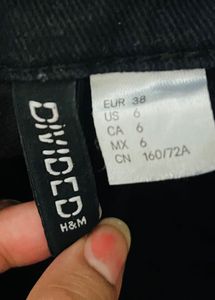 DIVIDED
H&M
EUR 38
US 6
CA 6
MX 6
CN 160/72A